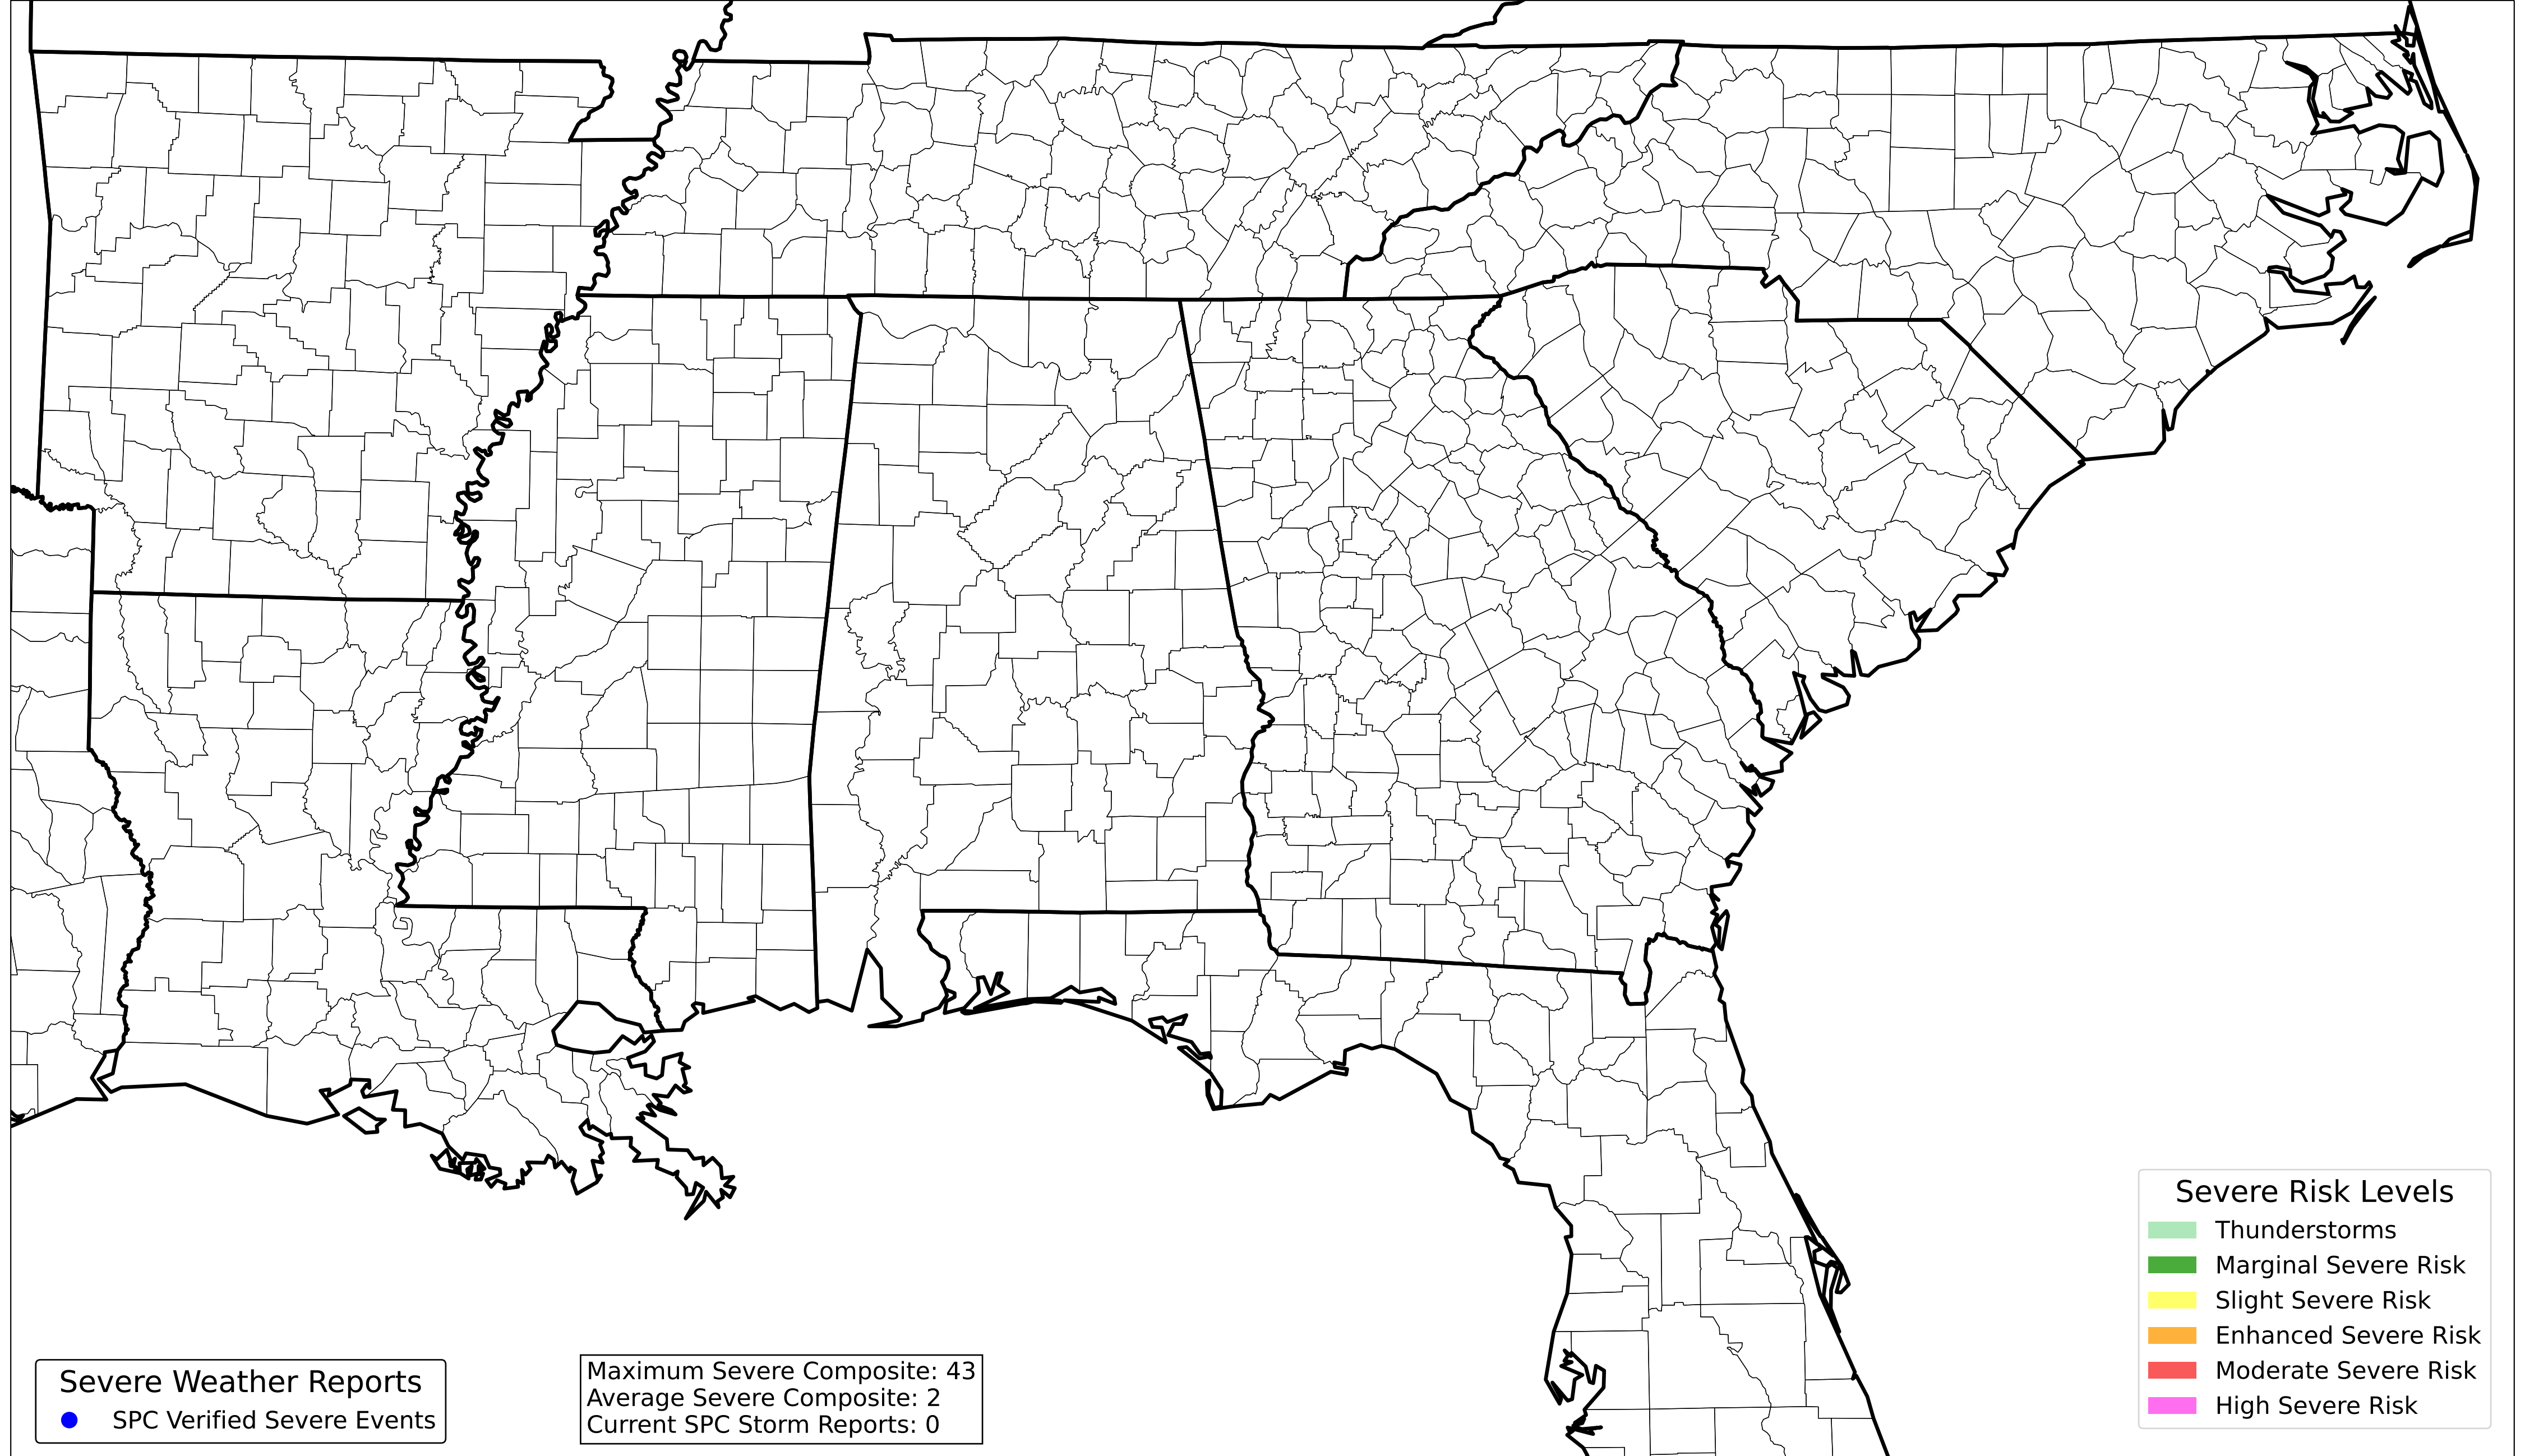 Severe Weather Reports
SPC Verified Severe Events
Maximum Severe Composite: 43
Average Severe Composite: 2
Current SPC Storm Reports: 0
Severe Risk Levels
Thunderstorms
Marginal Severe Risk
Slight Severe Risk
Enhanced Severe Risk
Moderate Severe Risk
High Severe Risk